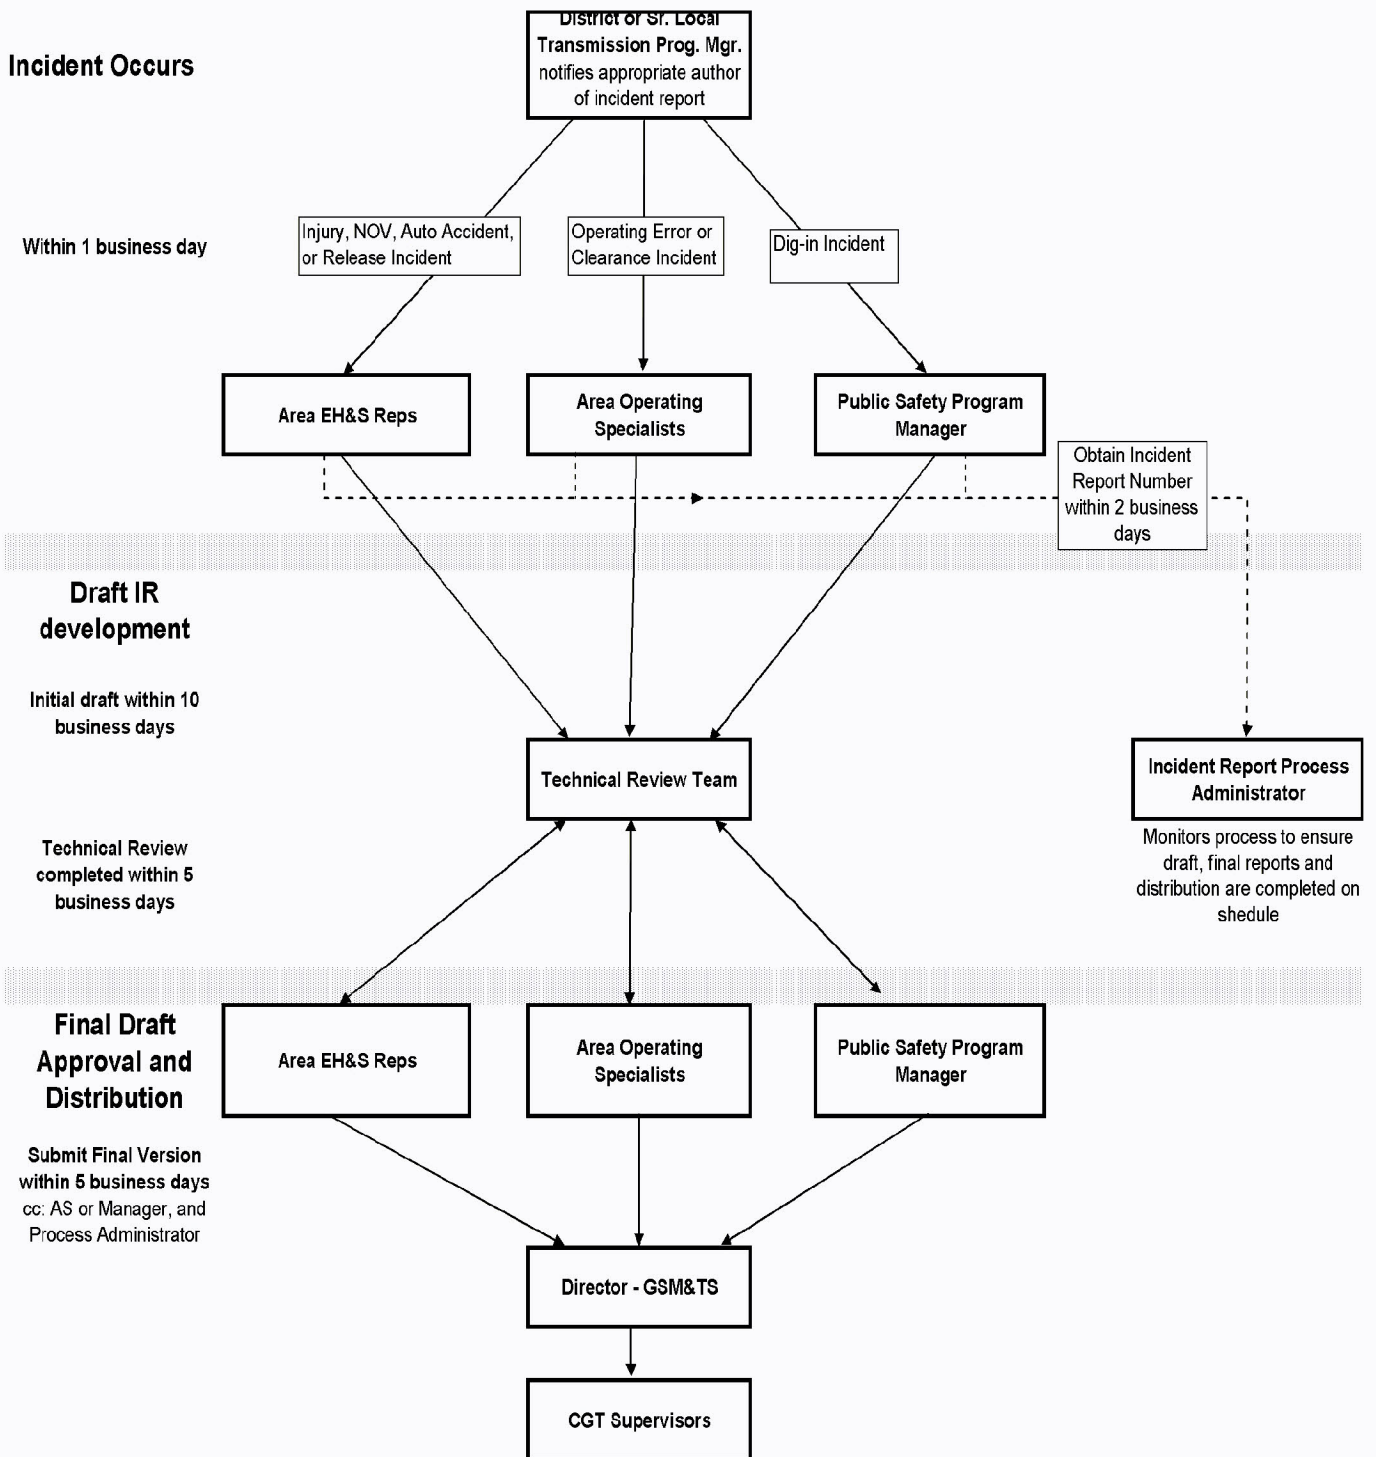 District or Sr. Local
Transmission Prog. Mgr.
notifies appropriate author
of incident report
Incident Occurs
Within 1 business day
Injury, NOV, Auto Accident,
or Release Incident
Operating Error or
Clearance Incident
Dig-in Incident
Area EH&S Reps
Area Operating
Specialists
Public Safety Program
Manager
Obtain Incident
Report Number
within 2 business
days
Draft IR
development
Initial draft within 10
business days
Technical Review Team
Incident Report Process
Administrator
Monitors process to ensure
draft, final reports and
distribution are completed on
shedule
Technical Review
completed within 5
business days
Final Draft
Approval and
Distribution
Area EH&S Reps
Area Operating
Specialists
Public Safety Program
Manager
Submit Final Version
within 5 business days
cc: AS or Manager, and
Process Administrator
Director - GSM&TS
CGT Supervisors